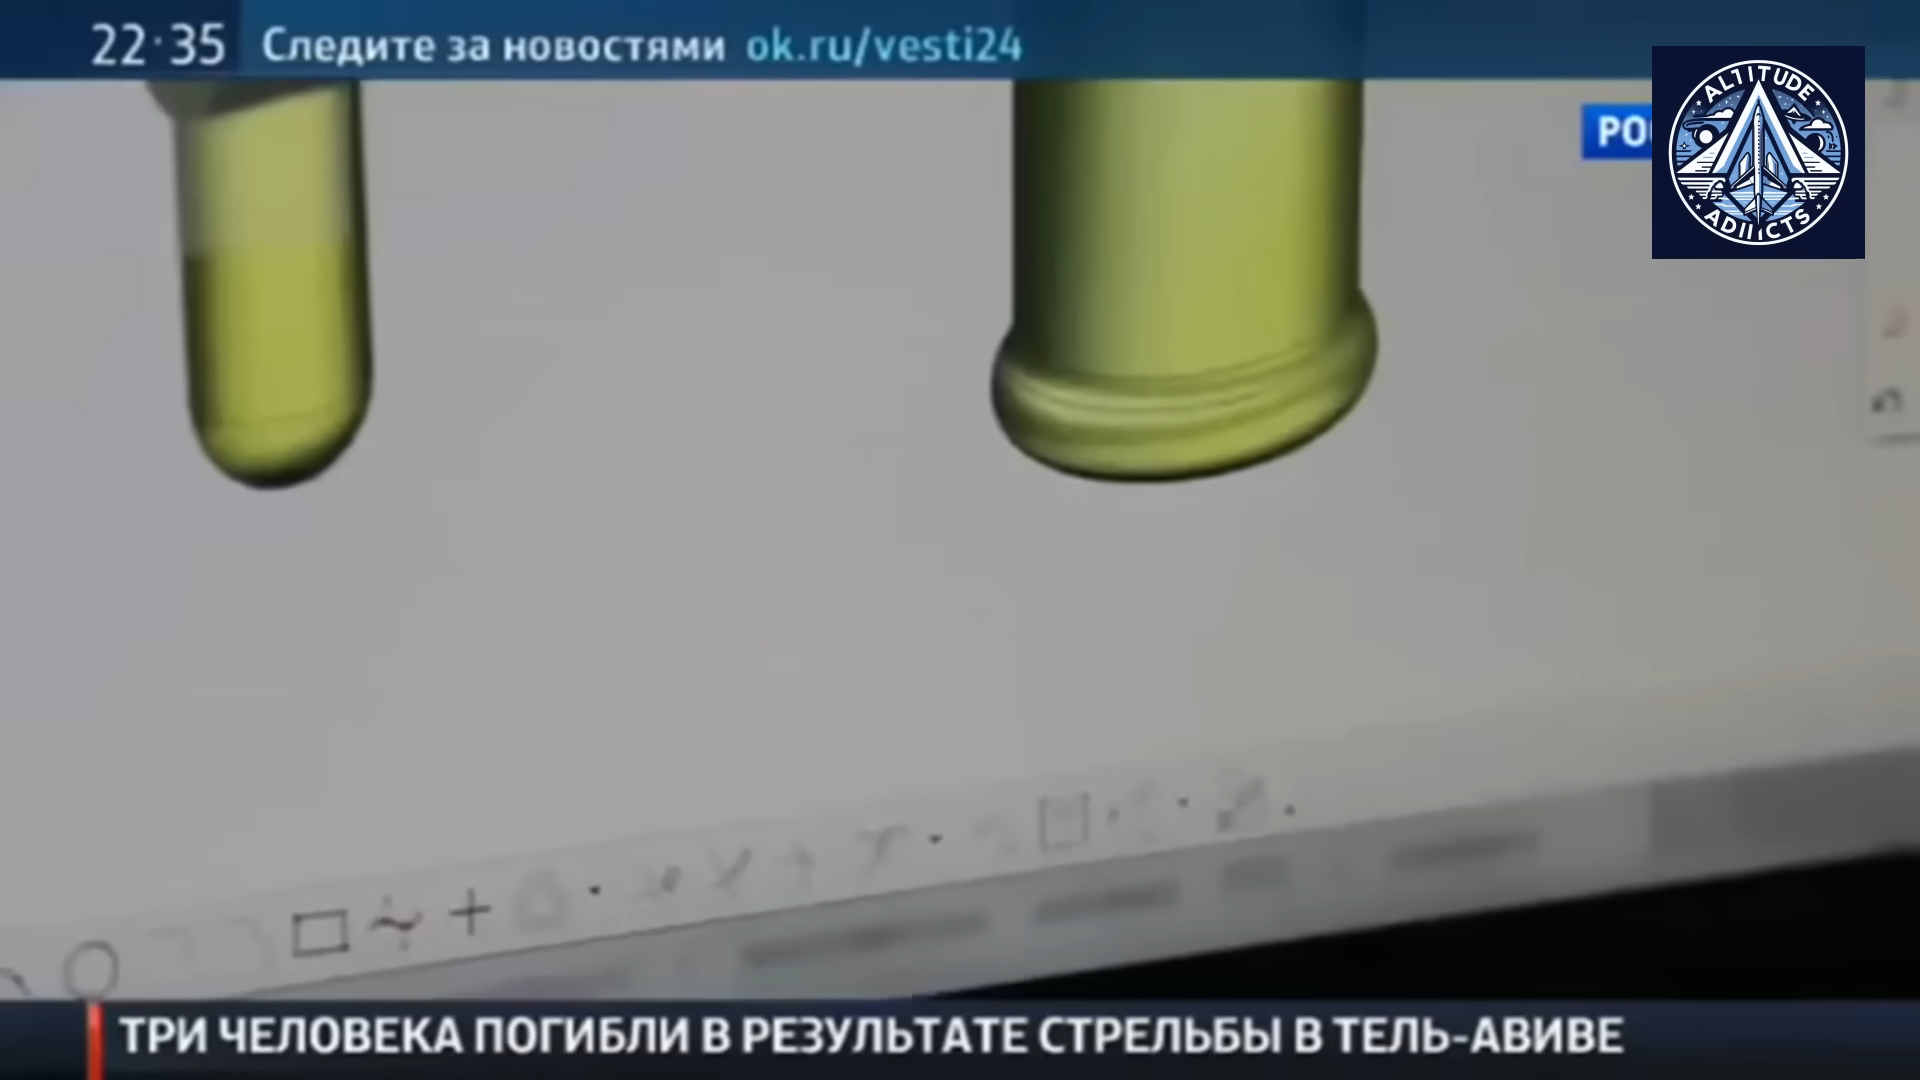 22:35 Следите за новостями ok.ru/vesti24
РО
ALTITUDE
ADIICTS
ТРИ ЧЕЛОВЕКА ПОГИБЛИ В РЕЗУЛЬТАТЕ СТРЕЛЬБЫ В ТЕЛЬ-АВИВЕ